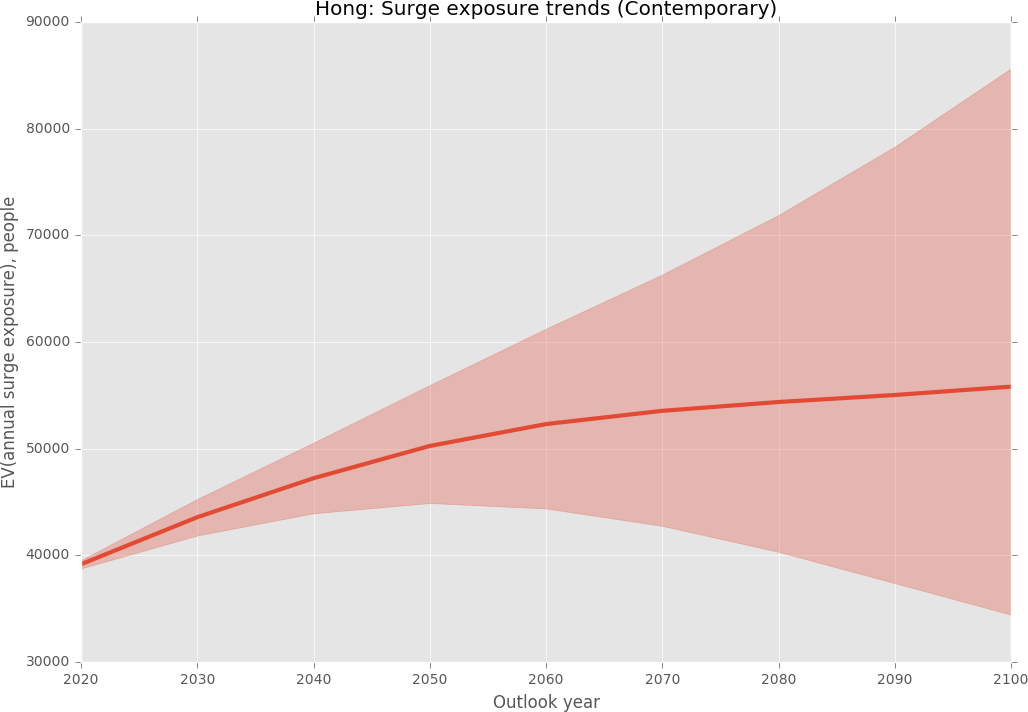 Hong: Surge exposure trends (Contemporary)
90000
80000
70000
60000
50000
40000
30000
EV(annual surge exposure), people
2020 2030 2040 2050 2060 2070 2080 2090 2100
Outlook year